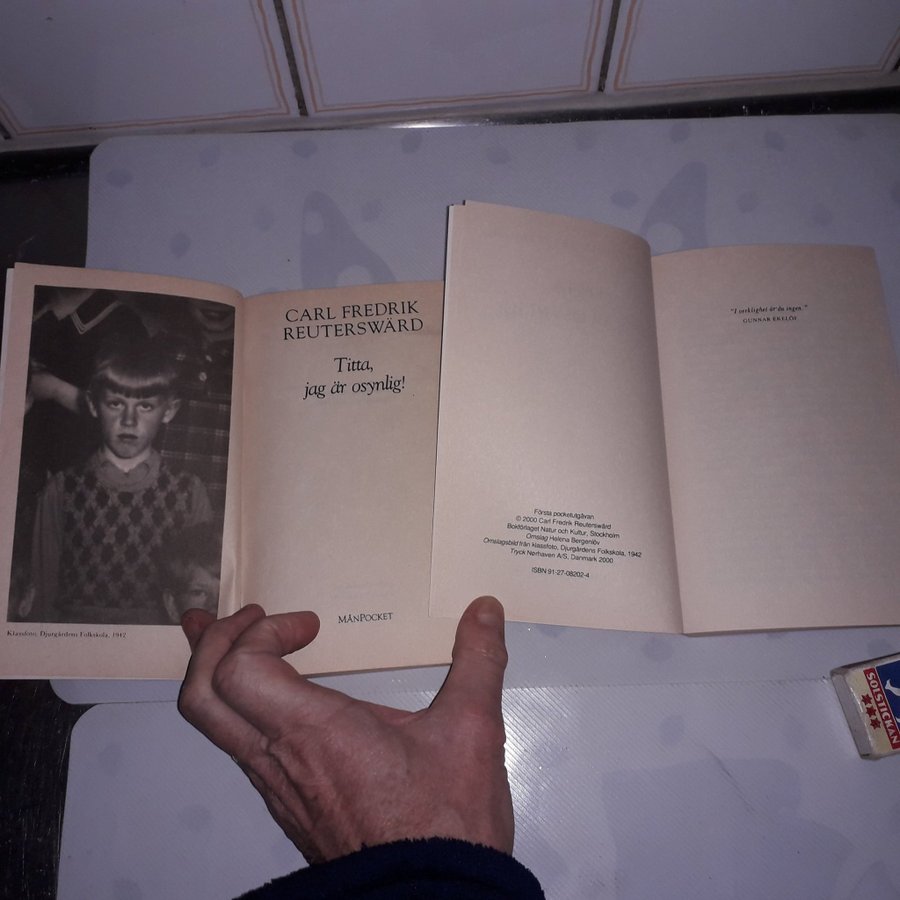 CARL FREDRIK
REUTERSWÄRD
Titta,
jag är osynlig!
MÅNPOCKET
Klassfoto, Djurgårdens Folkskola, 1942
Första pocketutgåvan
© 2000 Carl Fredrik Reuterswärd
Bokförlaget Natur och Kultur, Stockholm
Omslag Helena Bergenlöv
Omslagsbild från klassfoto, Djurgårdens Folkskola, 1942
Tryck Nørhaven A/S, Danmark 2000
ISBN 91-27-08202-4
"I verklighet är du ingen."
GUNNAR EKELÖF
SOLSTICKAN